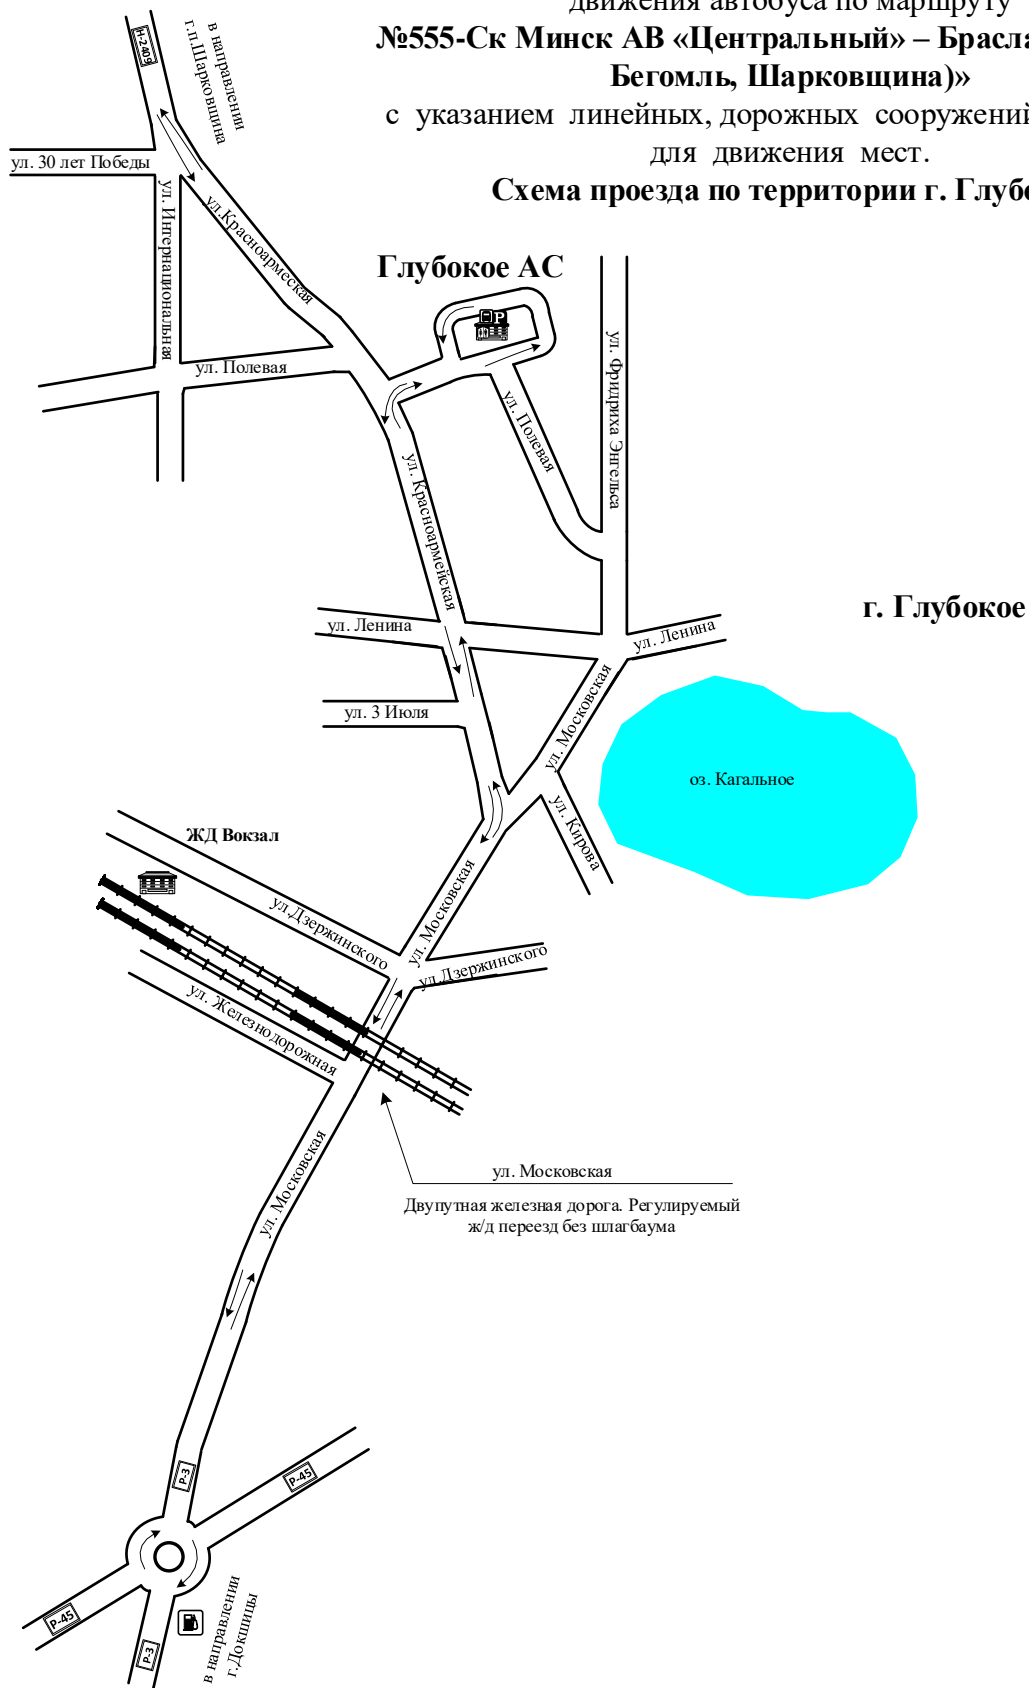 движения автобуса по маршруту
№555-Ск Минск АВ «Центральный» – Брасла
Бегомль, Шарковщина)»
с указанием линейных, дорожных сооружений
для движения мест.
Схема проезда по территории г. Глубо
Н-2409
в направлении
г.п.Шарковщина
ул. 30 лет Победы
ул. Интернациональная
ул.Красноармеская
Глубокое АС
P
ул. Полевая
ул. Полевая
ул. Фридриха Энгельса
ул. Красноармейская
г. Глубокое
ул. Ленина
ул. Ленина
ул. 3 Июля
ул. Московская
оз. Кагальное
ул. Кирова
ЖД Вокзал
ул. Московская
ул.Дзержинского
ул.Дзержинского
ул. Железнодорожная
ул. Московская
ул. Московская
Двупутная железная дорога. Регулируемый
ж/д переезд без шлагбаума
Р-3
Р-45
Р-45
Р-3
в направлении
г.Докшицы